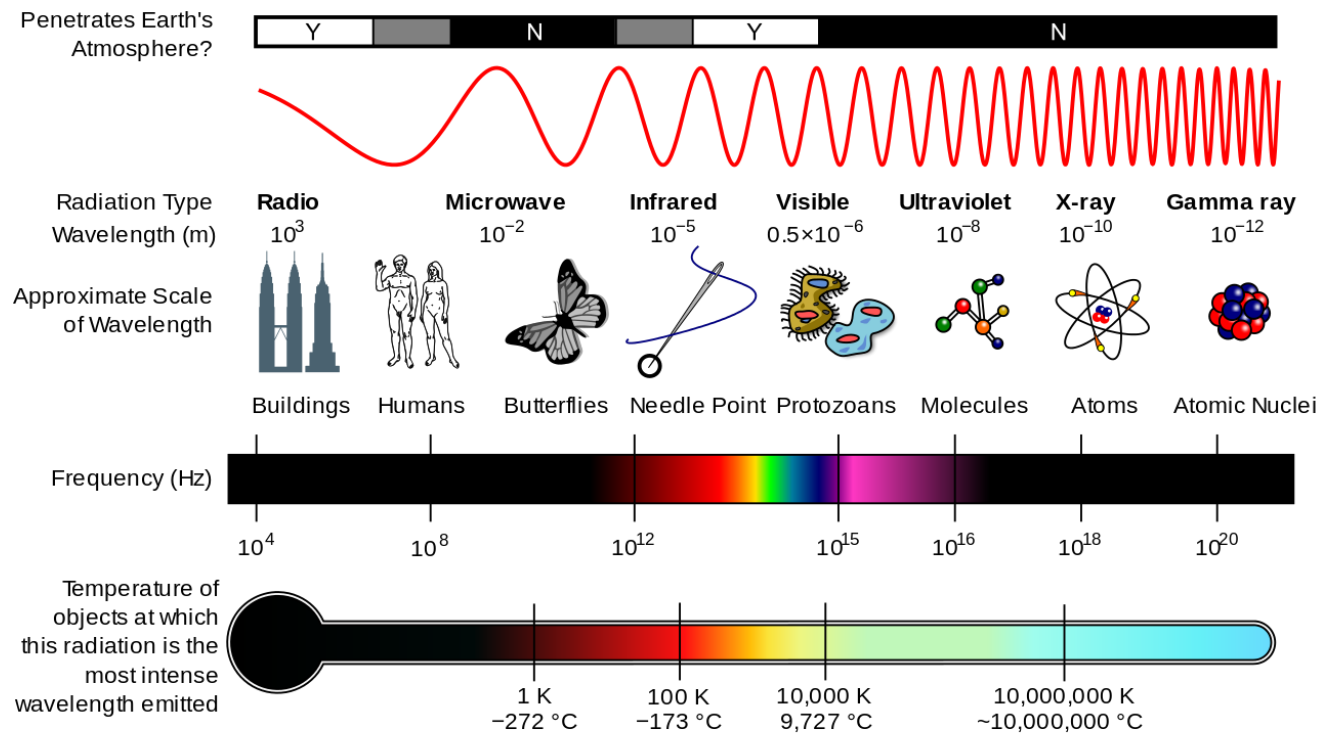 Penetrates Earth's
Atmosphere?
Y
N
Y
N
Radiation Type
Radio
Microwave
Infrared
Visible
Ultraviolet
X-ray
Gamma ray
Wavelength (m)
10³
10⁻²
10⁻⁵
0.5×10⁻⁶
10⁻⁸
10⁻¹⁰
10⁻¹²
Approximate Scale
of Wavelength
Buildings
Humans
Butterflies
Needle Point
Protozoans
Molecules
Atoms
Atomic Nuclei
Frequency (Hz)
10⁴
10⁸
10¹²
10¹⁵
10¹⁶
10¹⁸
10²⁰
Temperature of
objects at which
this radiation is the
most intense
wavelength emitted
1 K
−272 °C
100 K
−173 °C
10,000 K
9,727 °C
10,000,000 K
~10,000,000 °C